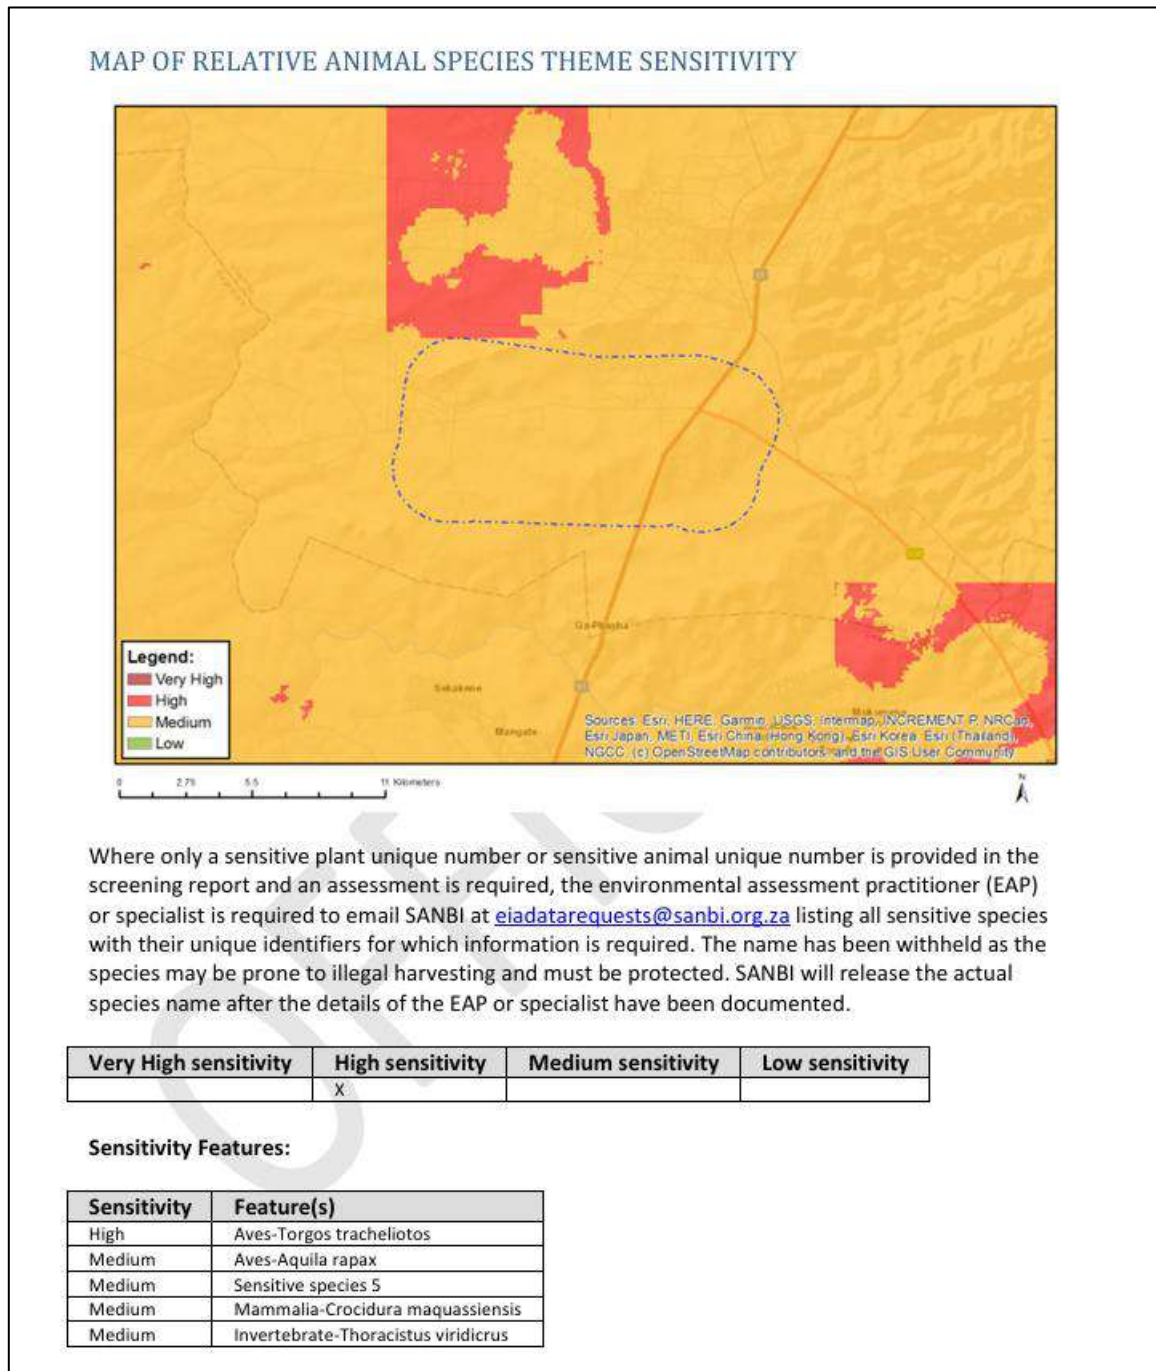 MAP OF RELATIVE ANIMAL SPECIES THEME SENSITIVITY
Ga-Phasha
Sekakene
Mangate
Legend:
Very High
High
Medium
Low
Sources: Esri, HERE, Garmin, USGS, Intermap, INCREMENT P, NRCan,
Esri Japan, METI, Esri China (Hong Kong), Esri Korea, Esri (Thailand),
NGCC, (c) OpenStreetMap contributors, and the GIS User Community
0 2.75 5.5 11 Kilometers
N
Where only a sensitive plant unique number or sensitive animal unique number is provided in the
screening report and an assessment is required, the environmental assessment practitioner (EAP)
or specialist is required to email SANBI at eiadatarequests@sanbi.org.za listing all sensitive species
with their unique identifiers for which information is required. The name has been withheld as the
species may be prone to illegal harvesting and must be protected. SANBI will release the actual
species name after the details of the EAP or specialist have been documented.
Very High sensitivity High sensitivity Medium sensitivity Low sensitivity
X
Sensitivity Features:
Sensitivity Feature(s)
High Aves-Torgos tracheliotos
Medium Aves-Aquila rapax
Medium Sensitive species 5
Medium Mammalia-Crocidura maquassiensis
Medium Invertebrate-Thoracistus viridicrus